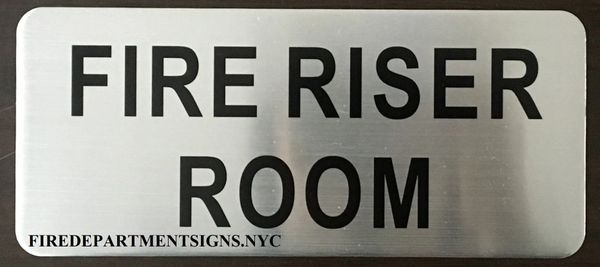 FIRE RISER
ROOM
FIREDEPARTMENTSIGNS.NYC